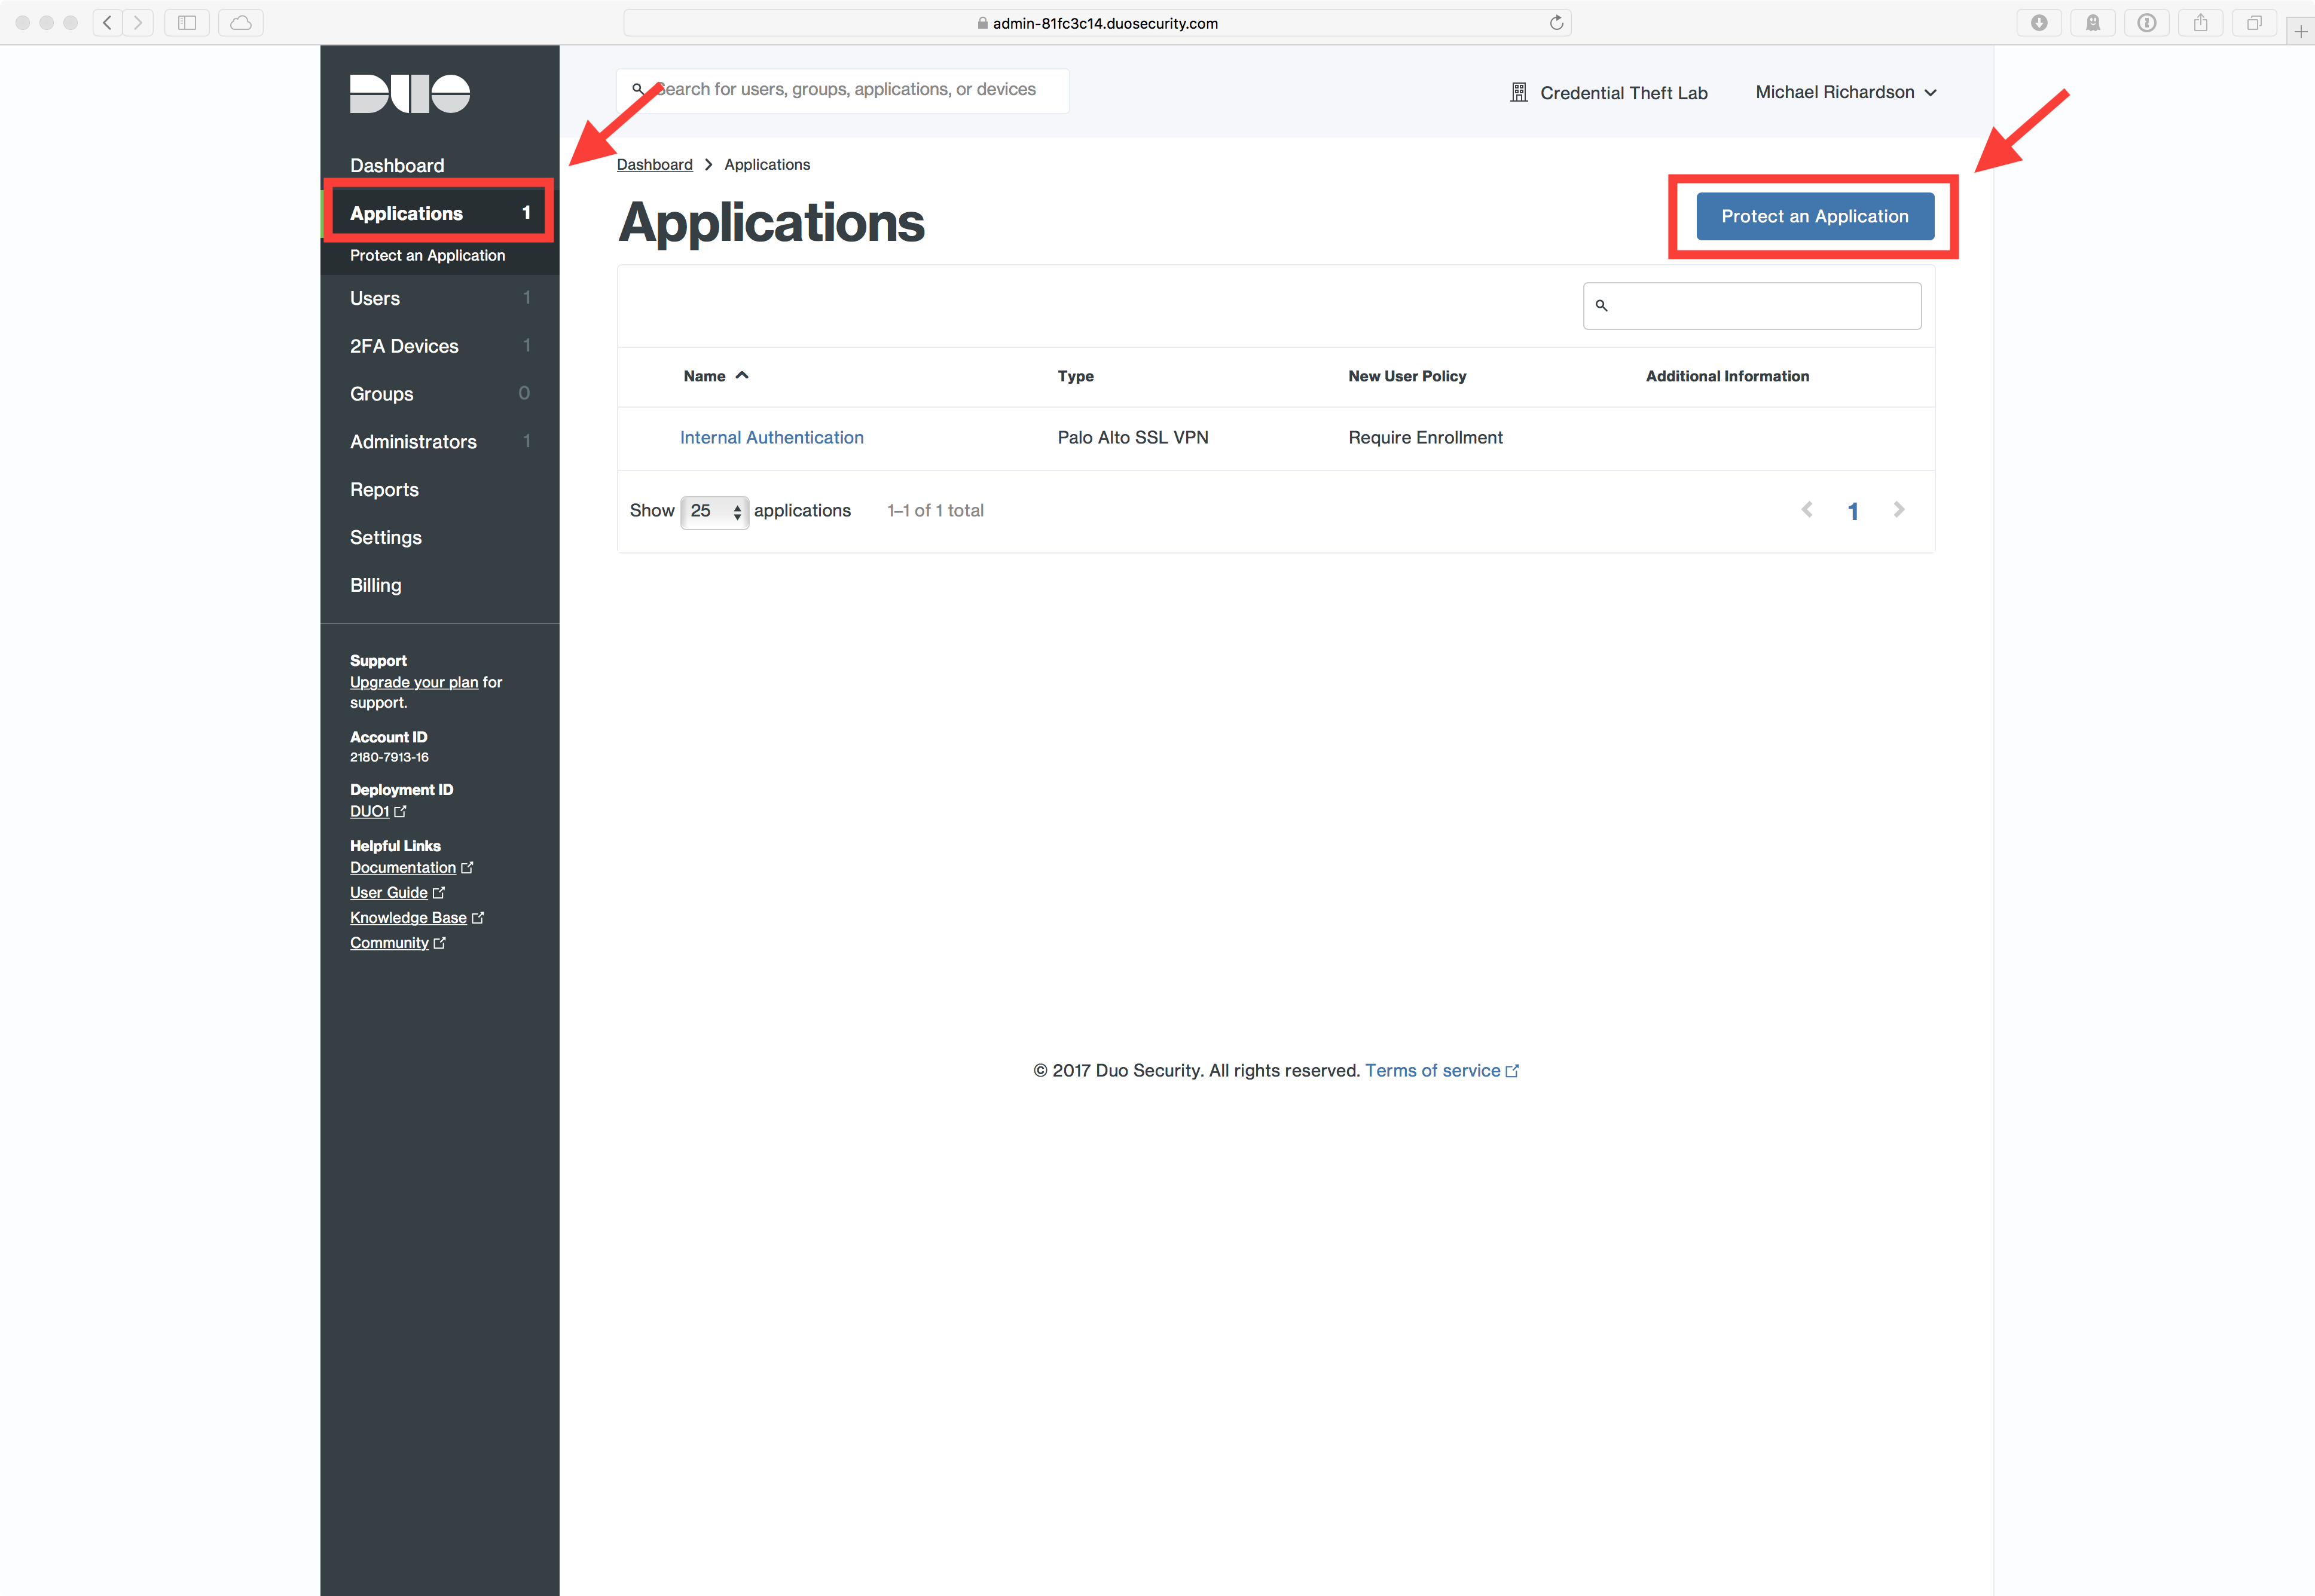 admin-81fc3c14.duosecurity.com
DUO
Search for users, groups, applications, or devices
Credential Theft Lab
Michael Richardson
Dashboard
Applications 1
Protect an Application
Users 1
2FA Devices 1
Groups 0
Administrators 1
Reports
Settings
Billing
Support
Upgrade your plan for
support.
Account ID
2180-7913-16
Deployment ID
DUO1
Helpful Links
Documentation
User Guide
Knowledge Base
Community
Dashboard > Applications
Applications
Protect an Application
Name Type New User Policy Additional Information
Internal Authentication Palo Alto SSL VPN Require Enrollment
Show 25 applications 1–1 of 1 total
1
© 2017 Duo Security. All rights reserved. Terms of service